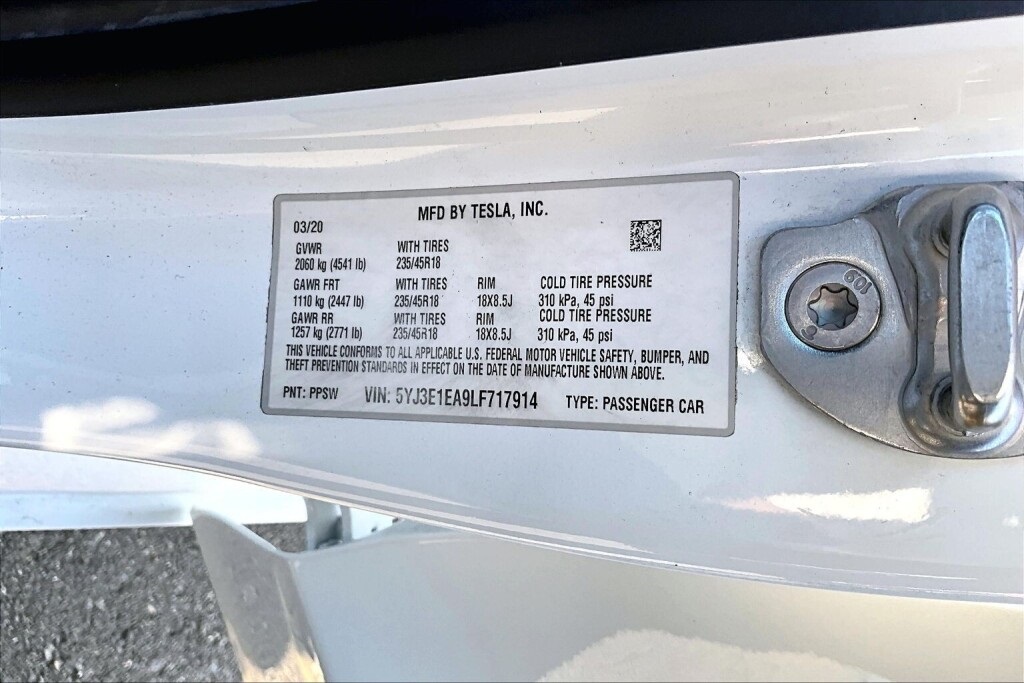 MFD BY TESLA, INC.
03/20
GVWR WITH TIRES
2060 kg (4541 lb) 235/45R18
GAWR FRT WITH TIRES RIM COLD TIRE PRESSURE
1110 kg (2447 lb) 235/45R18 18X8.5J 310 kPa, 45 psi
GAWR RR WITH TIRES RIM COLD TIRE PRESSURE
1257 kg (2771 lb) 235/45R18 18X8.5J 310 kPa, 45 psi
THIS VEHICLE CONFORMS TO ALL APPLICABLE U.S. FEDERAL MOTOR VEHICLE SAFETY, BUMPER, AND
THEFT PREVENTION STANDARDS IN EFFECT ON THE DATE OF MANUFACTURE SHOWN ABOVE.
PNT: PPSW VIN: 5YJ3E1EA9LF717914 TYPE: PASSENGER CAR